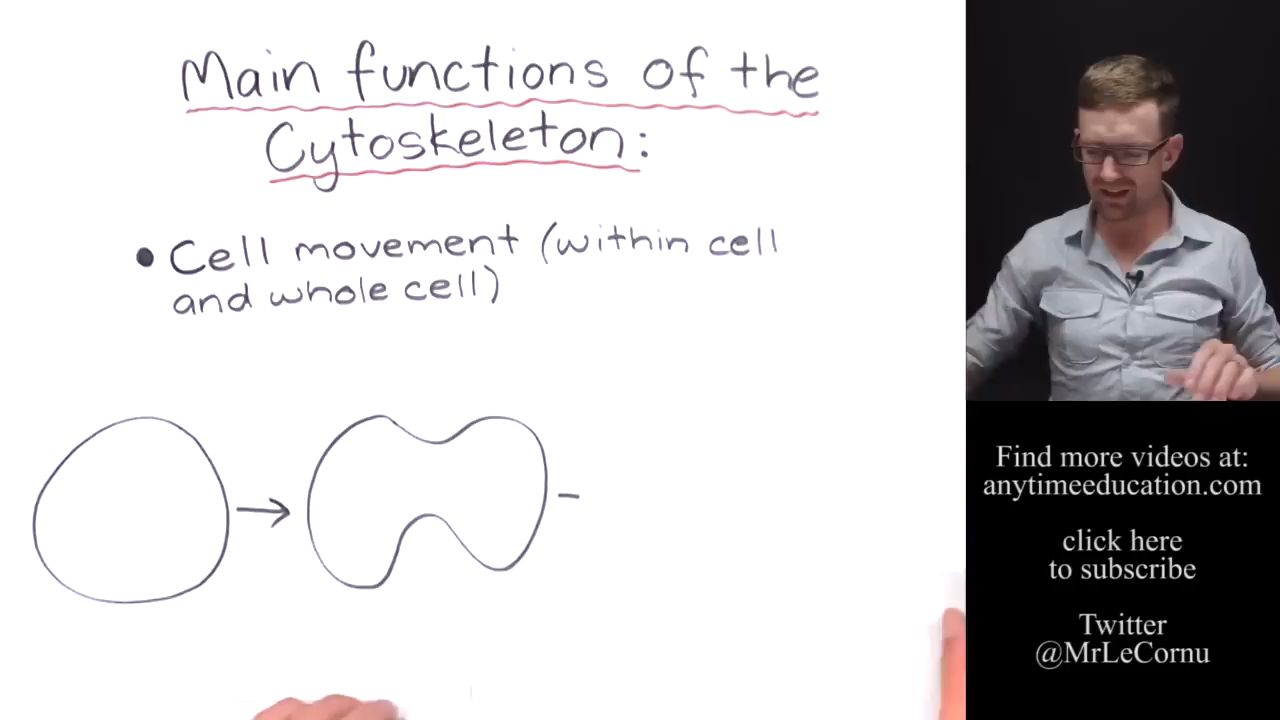 Main functions of the
Cytoskeleton:
• Cell movement (within cell
and whole cell)
Find more videos at:
anytimeeducation.com
click here
to subscribe
Twitter
@MrLeCornu